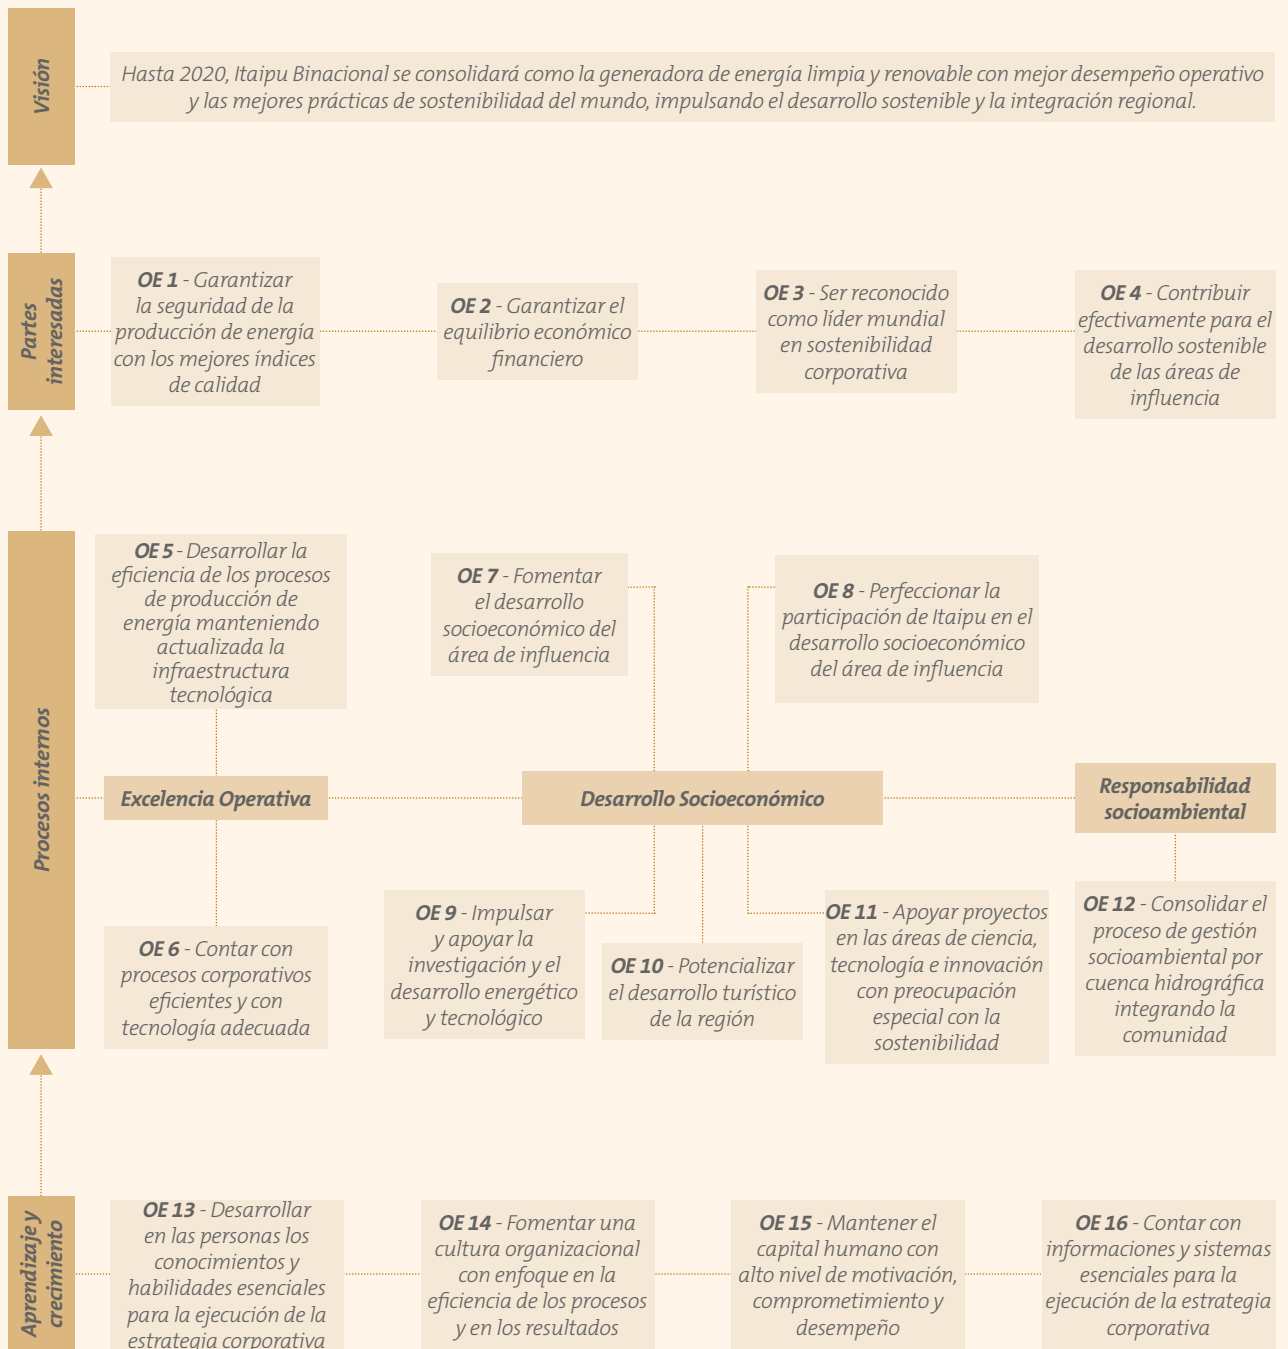 Visión
Hasta 2020, Itaipu Binacional se consolidará como la generadora de energía limpia y renovable con mejor desempeño operativo
y las mejores prácticas de sostenibilidad del mundo, impulsando el desarrollo sostenible y la integración regional.
Partes
interesadas
OE 1 - Garantizar
la seguridad de la
producción de energía
con los mejores índices
de calidad
OE 2 - Garantizar el
equilibrio económico
financiero
OE 3 - Ser reconocido
como líder mundial
en sostenibilidad
corporativa
OE 4 - Contribuir
efectivamente para el
desarrollo sostenible
de las áreas de
influencia
Procesos internos
OE 5 - Desarrollar la
eficiencia de los procesos
de producción de
energía manteniendo
actualizada la
infraestructura
tecnológica
OE 7 - Fomentar
el desarrollo
socioeconómico del
área de influencia
OE 8 - Perfeccionar la
participación de Itaipu en el
desarrollo socioeconómico
del área de influencia
Excelencia Operativa
Desarrollo Socioeconómico
Responsabilidad
socioambiental
OE 6 - Contar con
procesos corporativos
eficientes y con
tecnología adecuada
OE 9 - Impulsar
y apoyar la
investigación y el
desarrollo energético
y tecnológico
OE 10 - Potencializar
el desarrollo turístico
de la región
OE 11 - Apoyar proyectos
en las áreas de ciencia,
tecnología e innovación
con preocupación
especial con la
sostenibilidad
OE 12 - Consolidar el
proceso de gestión
socioambiental por
cuenca hidrográfica
integrando la
comunidad
Aprendizaje y
crecimiento
OE 13 - Desarrollar
en las personas los
conocimientos y
habilidades esenciales
para la ejecución de la
estrategia corporativa
OE 14 - Fomentar una
cultura organizacional
con enfoque en la
eficiencia de los procesos
y en los resultados
OE 15 - Mantener el
capital humano con
alto nivel de motivación,
comprometimiento y
desempeño
OE 16 - Contar con
informaciones y sistemas
esenciales para la
ejecución de la estrategia
corporativa